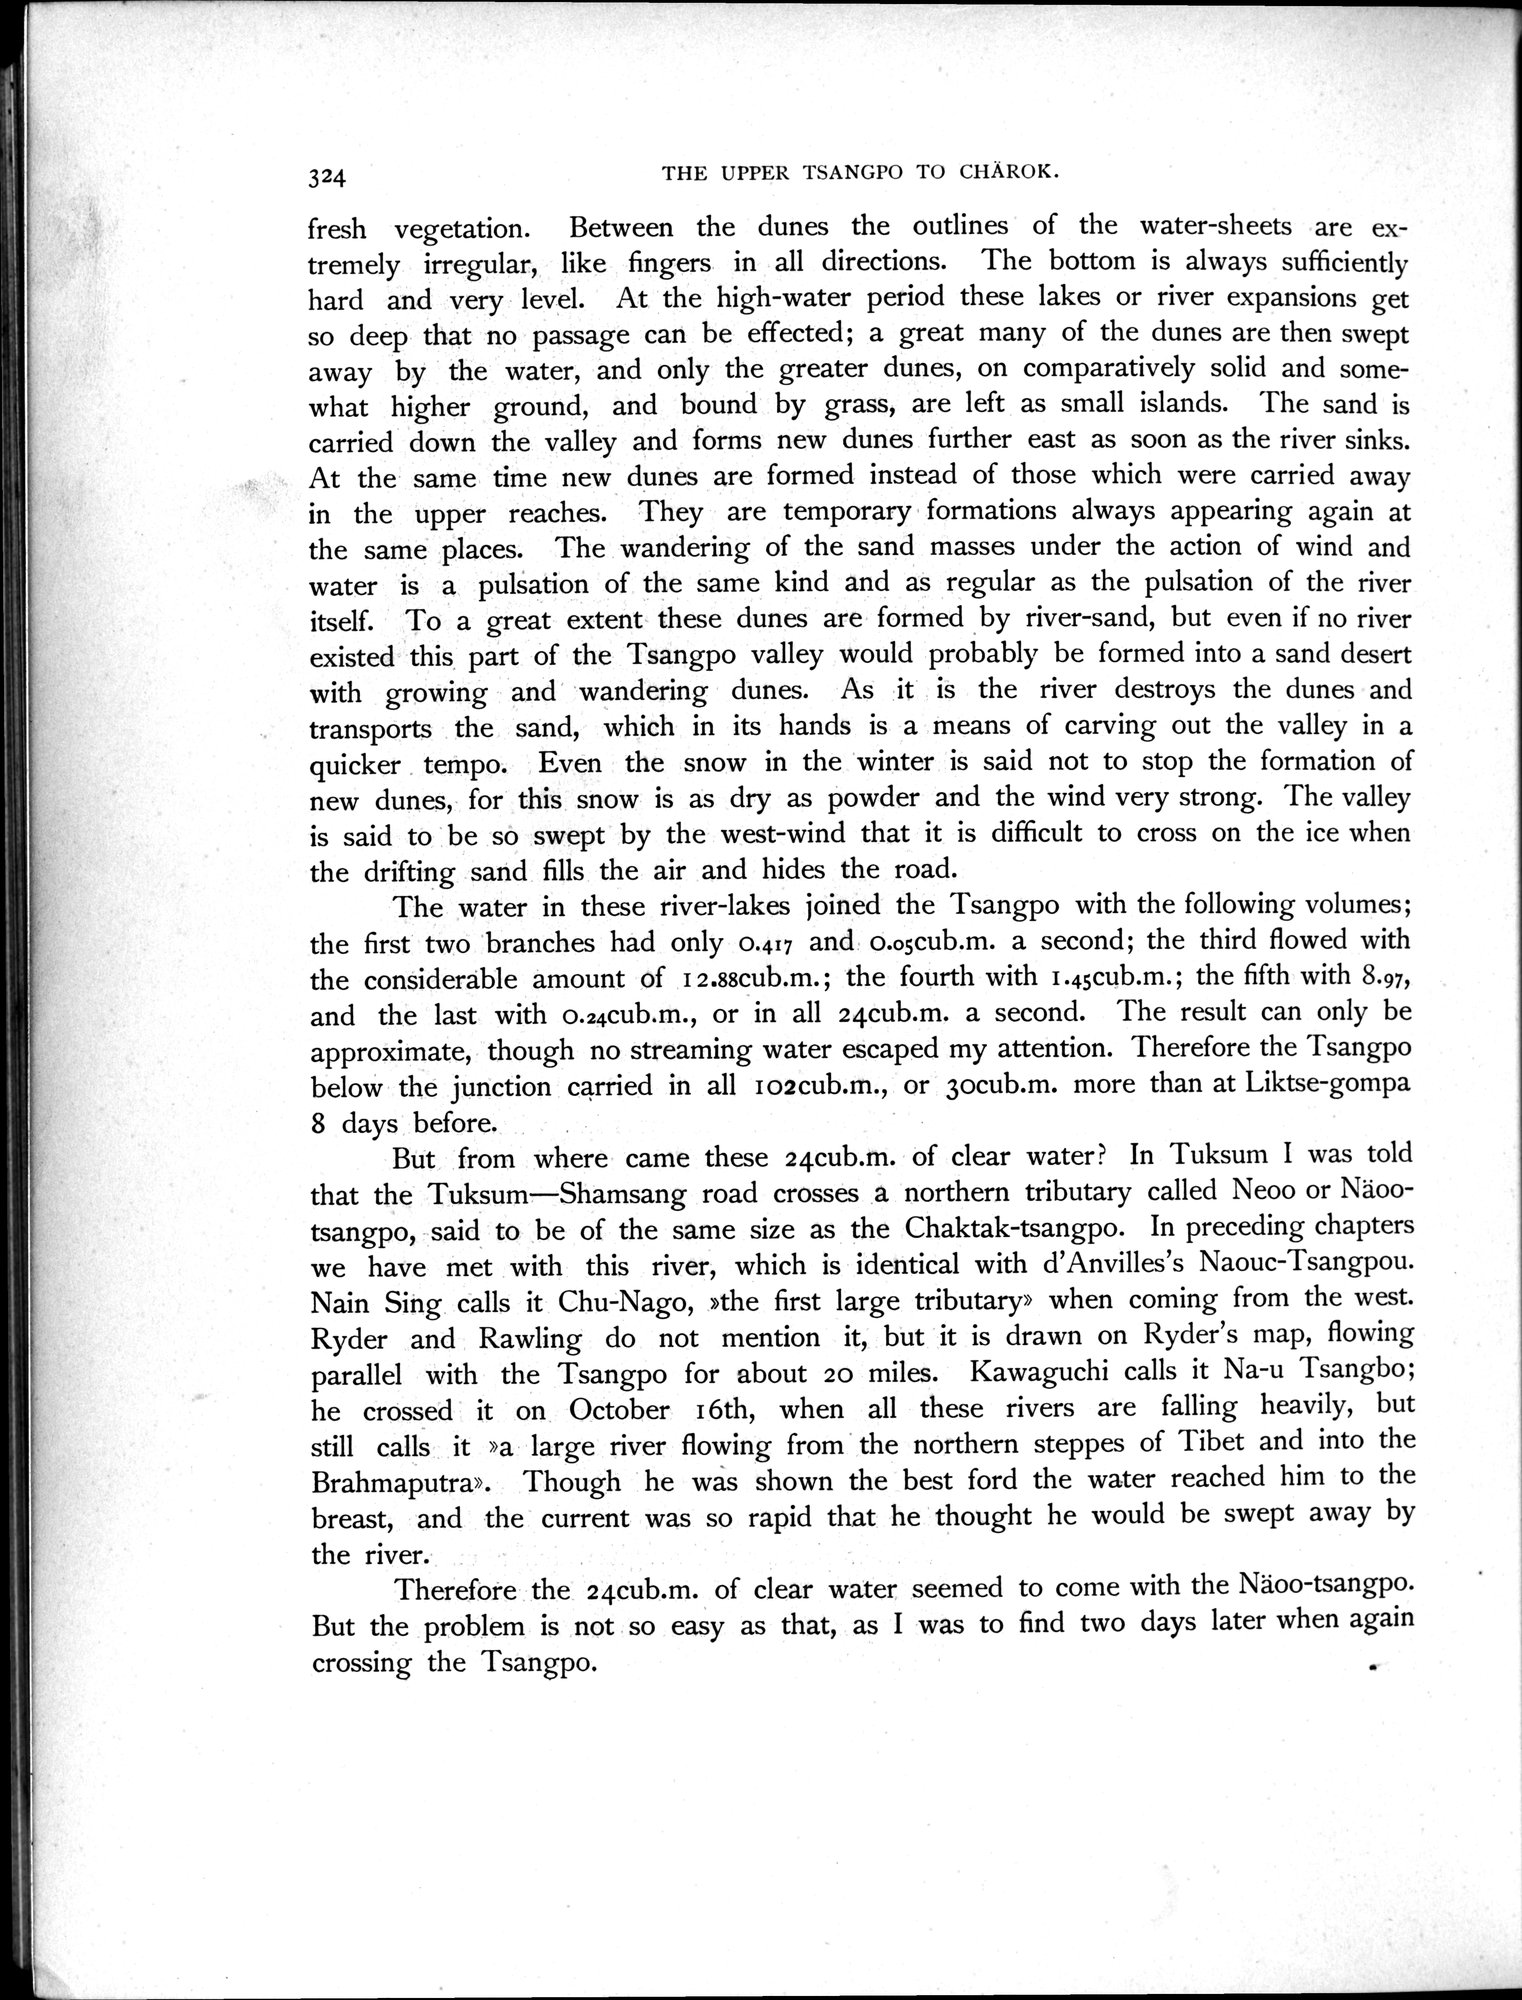 324
THE UPPER TSANGPO TO CHÄROK.
fresh vegetation. Between the dunes the outlines of the water-sheets are ex-
tremely irregular, like fingers in all directions. The bottom is always sufficiently
hard and very level. At the high-water period these lakes or river expansions get
so deep that no passage can be effected; a great many of the dunes are then swept
away by the water, and only the greater dunes, on comparatively solid and some-
what higher ground, and bound by grass, are left as small islands. The sand is
carried down the valley and forms new dunes further east as soon as the river sinks.
At the same time new dunes are formed instead of those which were carried away
in the upper reaches. They are temporary formations always appearing again at
the same places. The wandering of the sand masses under the action of wind and
water is a pulsation of the same kind and as regular as the pulsation of the river
itself. To a great extent these dunes are formed by river-sand, but even if no river
existed this part of the Tsangpo valley would probably be formed into a sand desert
with growing and wandering dunes. As it is the river destroys the dunes and
transports the sand, which in its hands is a means of carving out the valley in a
quicker tempo. Even the snow in the winter is said not to stop the formation of
new dunes, for this snow is as dry as powder and the wind very strong. The valley
is said to be so swept by the west-wind that it is difficult to cross on the ice when
the drifting sand fills the air and hides the road.
The water in these river-lakes joined the Tsangpo with the following volumes;
the first two branches had only 0.417 and 0.05cub.m. a second; the third flowed with
the considerable amount of 12.88cub.m.; the fourth with 1.45cub.m.; the fifth with 8.97,
and the last with 0.24cub.m., or in all 24cub.m. a second. The result can only be
approximate, though no streaming water escaped my attention. Therefore the Tsangpo
below the junction carried in all 102cub.m., or 30cub.m. more than at Liktse-gompa
8 days before.
But from where came these 24cub.m. of clear water? In Tuksum I was told
that the Tuksum—Shamsang road crosses a northern tributary called Neoo or Näoo-
tsangpo, said to be of the same size as the Chaktak-tsangpo. In preceding chapters
we have met with this river, which is identical with d'Anvilles's Naouc-Tsangpou.
Nain Sing calls it Chu-Nago, »the first large tributary» when coming from the west.
Ryder and Rawling do not mention it, but it is drawn on Ryder's map, flowing
parallel with the Tsangpo for about 20 miles. Kawaguchi calls it Na-u Tsangbo;
he crossed it on October 16th, when all these rivers are falling heavily, but
still calls it »a large river flowing from the northern steppes of Tibet and into the
Brahmaputra». Though he was shown the best ford the water reached him to the
breast, and the current was so rapid that he thought he would be swept away by
the river.
Therefore the 24cub.m. of clear water seemed to come with the Näoo-tsangpo.
But the problem is not so easy as that, as I was to find two days later when again
crossing the Tsangpo.